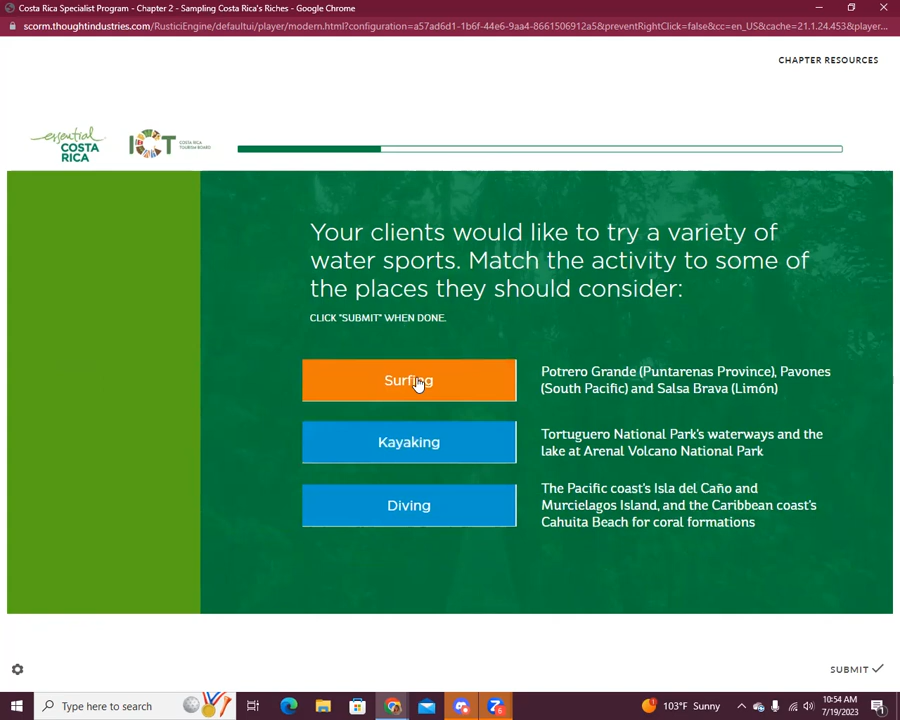 Costa Rica Specialist Program - Chapter 2 - Sampling Costa Rica's Riches - Google Chrome
scorm.thoughtindustries.com/RusticiEngine/defaultui/player/modern.html?configuration=a57ad6d1-1b6f-44e6-9aa4-8661506912a5&preventRightClick=false&cc=en_US&cache=21.1.24.453&player...
CHAPTER RESOURCES
essential
COSTA
RICA
ICT
COSTA RICA
TOURISM BOARD
Your clients would like to try a variety of
water sports. Match the activity to some of
the places they should consider:
CLICK "SUBMIT" WHEN DONE.
Surfing
Potrero Grande (Puntarenas Province), Pavones
(South Pacific) and Salsa Brava (Limón)
Kayaking
Tortuguero National Park's waterways and the
lake at Arenal Volcano National Park
Diving
The Pacific coast's Isla del Caño and
Murcielagos Island, and the Caribbean coast's
Cahuita Beach for coral formations
SUBMIT
Type here to search
103°F Sunny
10:54 AM
7/19/2023
1